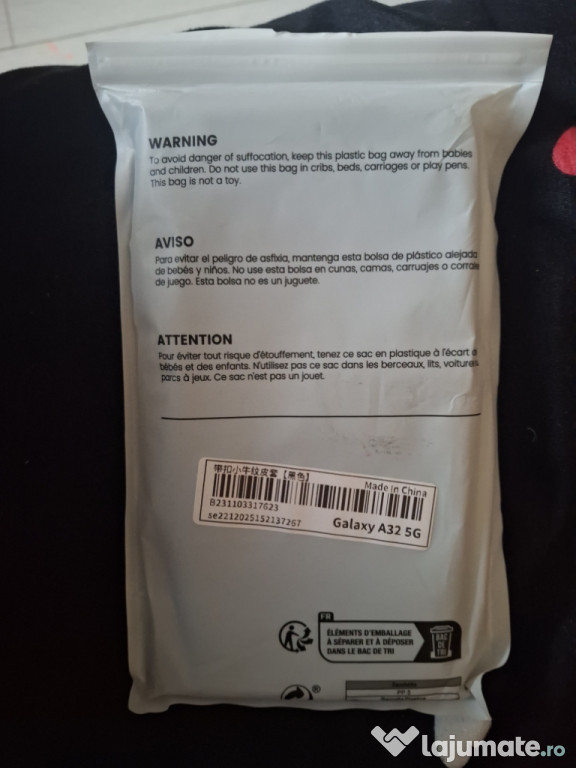 WARNING
To avoid danger of suffocation, keep this plastic bag away from babies
and children. Do not use this bag in cribs, beds, carriages or play pens.
This bag is not a toy.
AVISO
Para evitar el peligro de asfixia, mantenga esta bolsa de plástico alejada
de bebés y niños. No use esta bolsa en cunas, camas, carruajes o corrale
de juego. Esta bolsa no es un juguete.
ATTENTION
Pour éviter tout risque d'étouffement, tenez ce sac en plastique à l'écart d
bébés et des enfants. N'utilisez pas ce sac dans les berceaux, lits, voitures
parcs à jeux. Ce sac n'est pas un jouet.
带扣小牛纹皮套【黑色】
Made In China
B231103317623
se2212025152137267
Galaxy A32 5G
FR
ÉLÉMENTS D'EMBALLAGE
À SÉPARER ET À DÉPOSER
DANS LE BAC DE TRI
BAC
DE
TRI
®
lajumate.ro